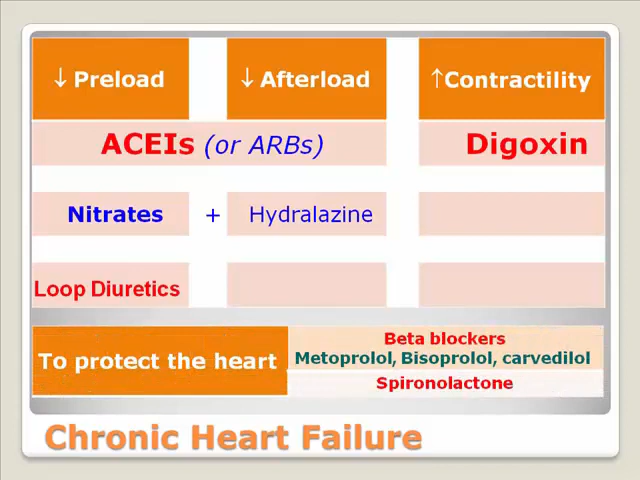 ↓ Preload
↓ Afterload
↑Contractility
ACEIs (or ARBs)
Digoxin
Nitrates + Hydralazine
Loop Diuretics
To protect the heart
Beta blockers
Metoprolol, Bisoprolol, carvedilol
Spironolactone
Chronic Heart Failure